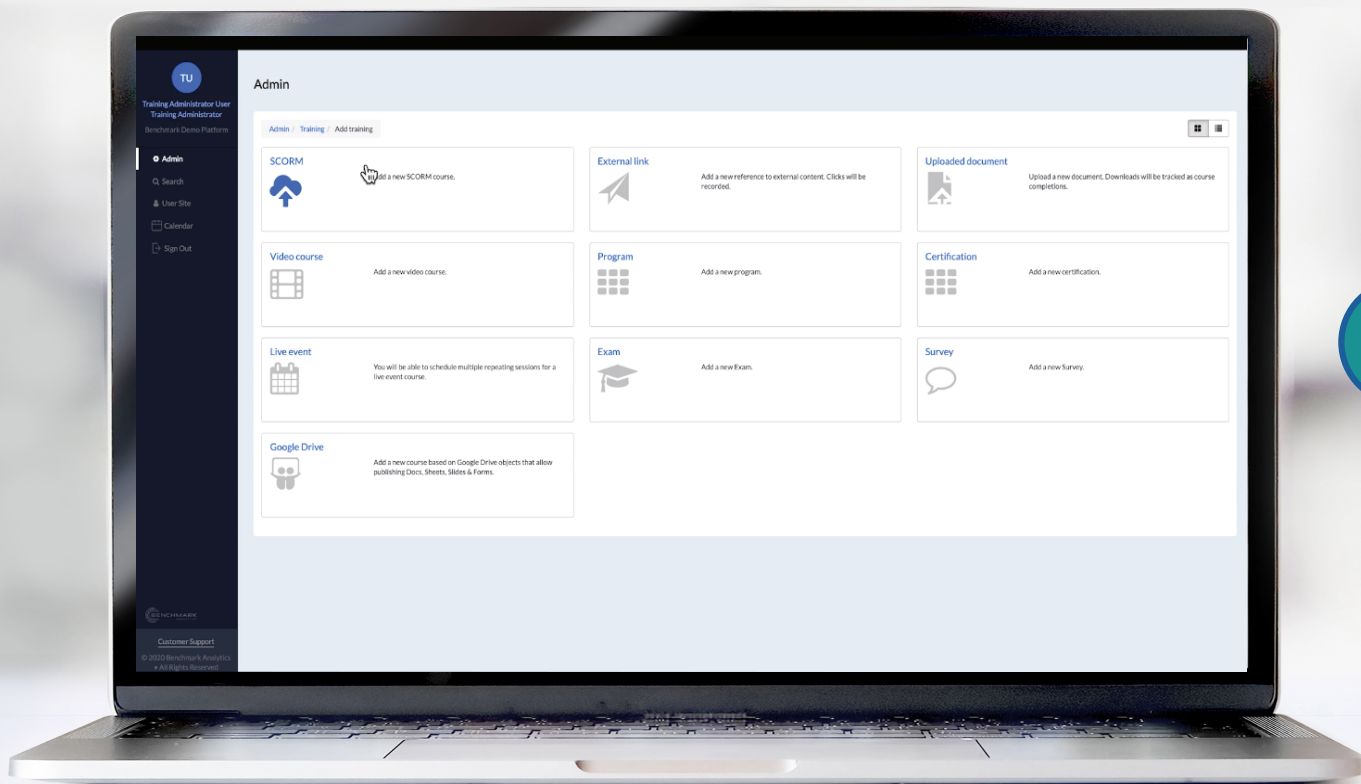 TU
Training Administrator User
Training Administrator
Benchmark Demo Platform
Admin
Search
User Site
Calendar
Sign Out
BENCHMARK
Customer Support
© 2020 Benchmark Analytics
All Rights Reserved
Admin
Admin / Training / Add training
SCORM
Add a new SCORM course.
External link
Add a new reference to external content. Clicks will be
recorded.
Uploaded document
Upload a new document. Downloads will be tracked as course
completions.
Video course
Add a new video course.
Program
Add a new program.
Certification
Add a new certification.
Live event
You will be able to schedule multiple repeating sessions for a
live event course.
Exam
Add a new Exam.
Survey
Add a new Survey.
Google Drive
Add a new course based on Google Drive objects that allow
publishing Docs, Sheets, Slides & Forms.